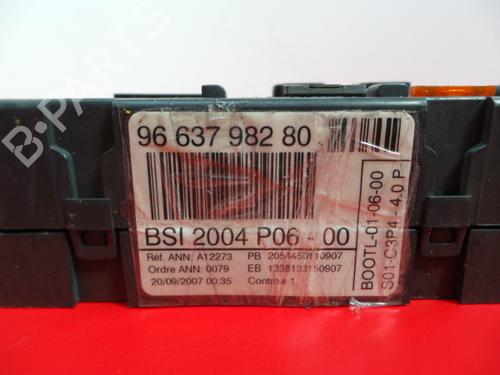 96 637 982 80
BSI 2004 P06 - 00
Réf. ANN: A12273 PB 2054450110907
Ordre ANN: 0079 EB 1338133150907
20/09/2007 00:35 Controle 1
BOOTL-01-06-00
S01-C3P4 - 4.0 P
B-PARTS